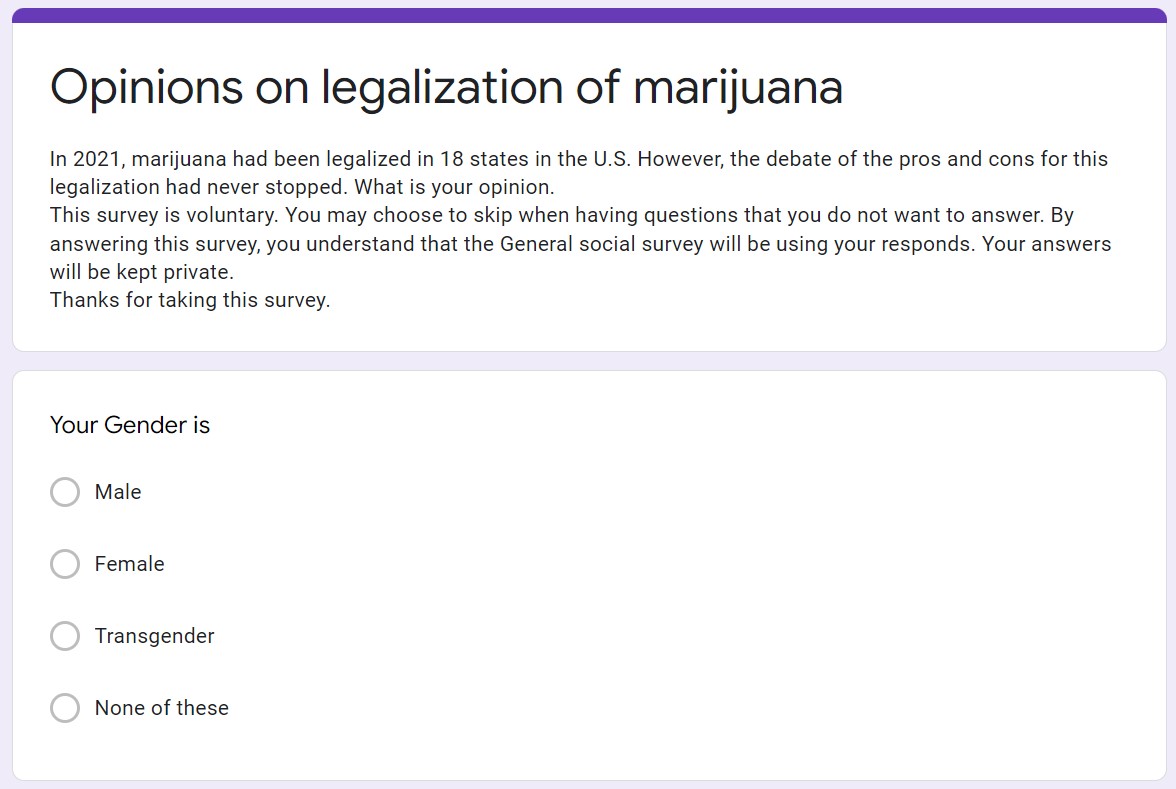 Opinions on legalization of marijuana
In 2021, marijuana had been legalized in 18 states in the U.S. However, the debate of the pros and cons for this
legalization had never stopped. What is your opinion.
This survey is voluntary. You may choose to skip when having questions that you do not want to answer. By
answering this survey, you understand that the General social survey will be using your responds. Your answers
will be kept private.
Thanks for taking this survey.
Your Gender is
Male
Female
Transgender
None of these